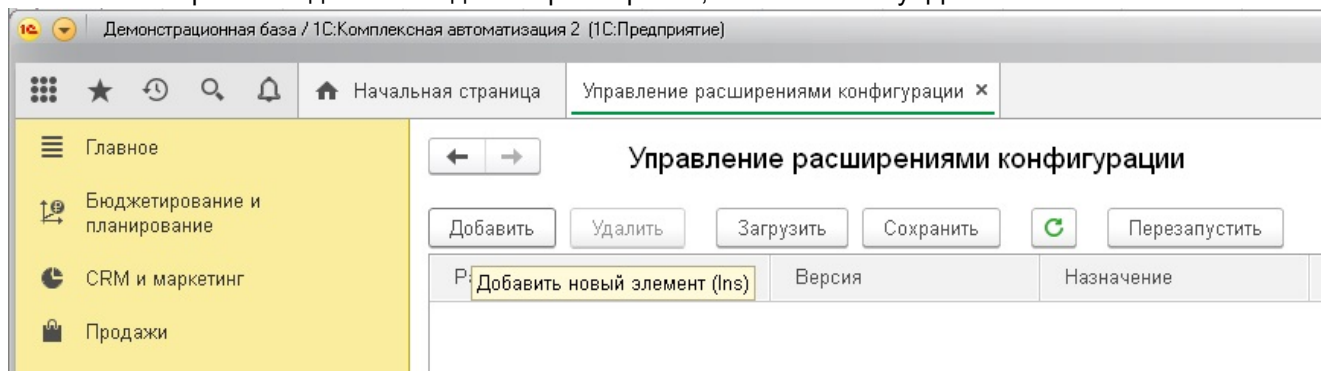 Демонстрационная база / 1С:Комплексная автоматизация 2 (1С:Предприятие)
Начальная страница
Управление расширениями конфигурации ×
Главное
Бюджетирование и
планирование
CRM и маркетинг
Продажи
Управление расширениями конфигурации
Добавить Удалить Загрузить Сохранить Перезапустить
Версия Назначение
Добавить новый элемент (Ins)